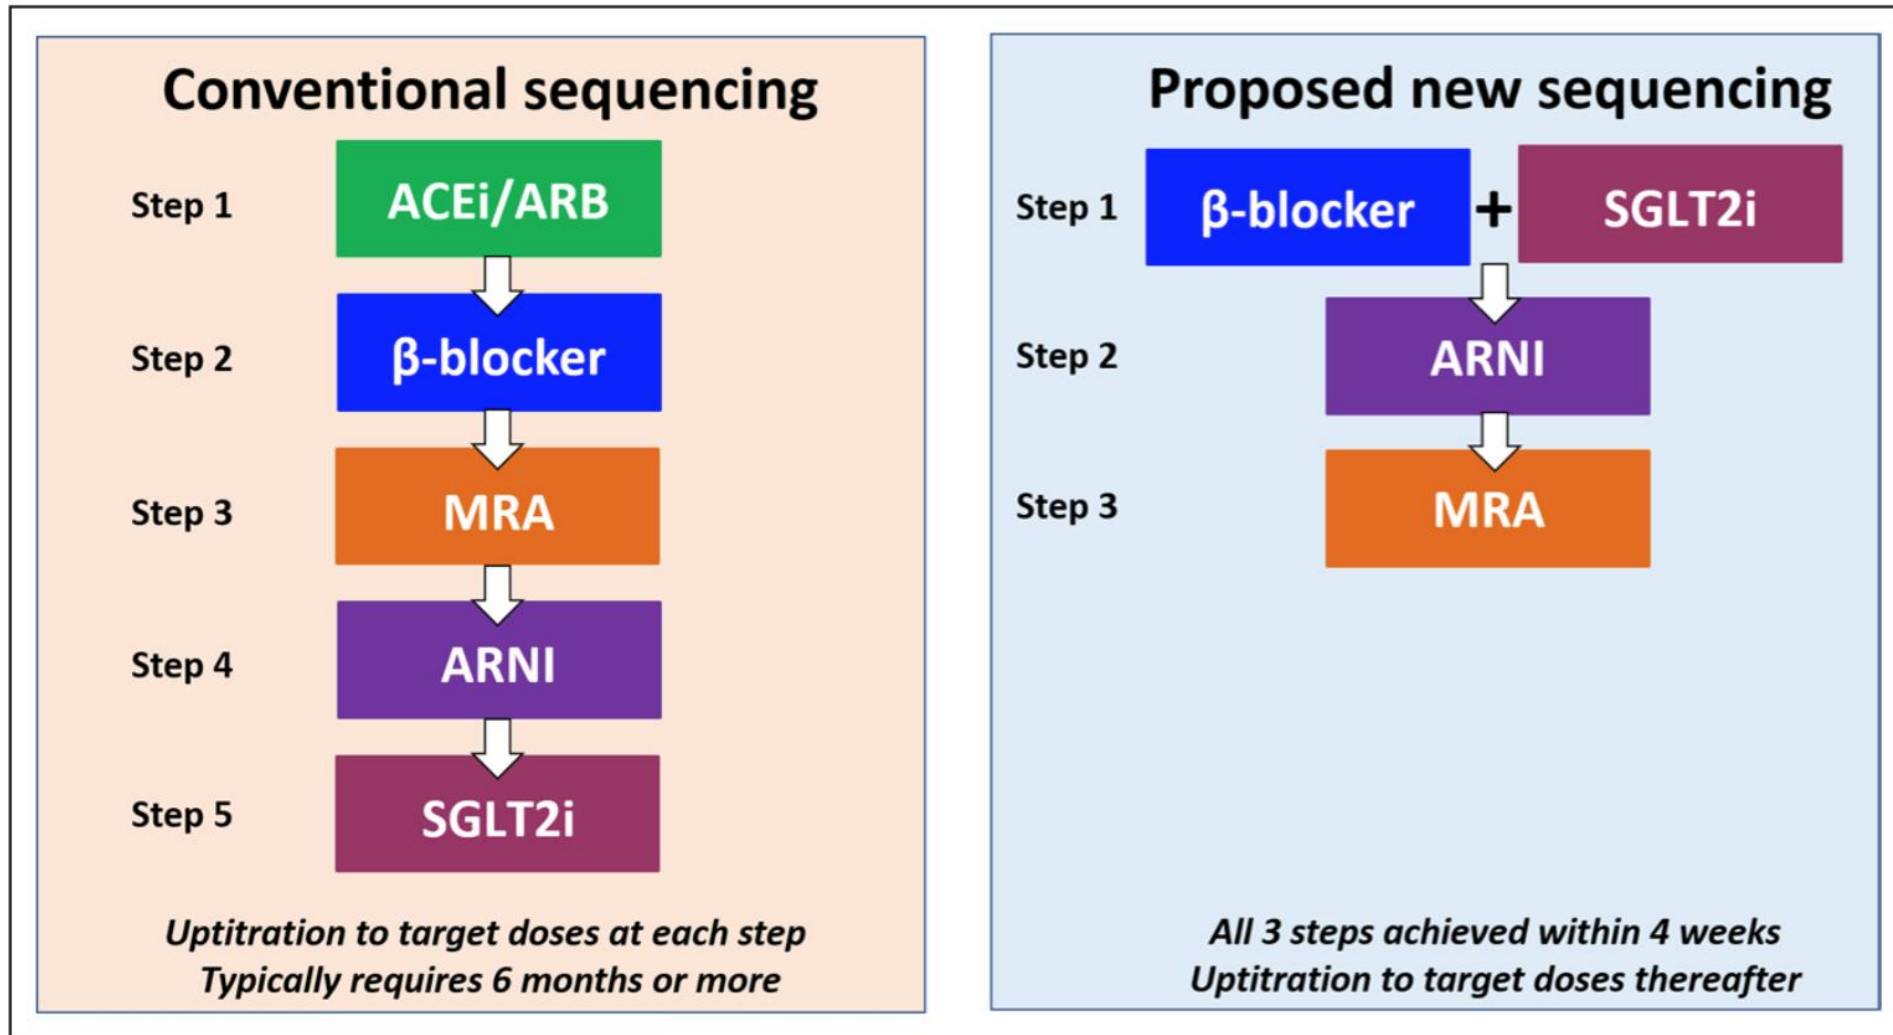 Conventional sequencing
Step 1
ACEi/ARB
Step 2
β-blocker
Step 3
MRA
Step 4
ARNI
Step 5
SGLT2i
Uptitration to target doses at each step
Typically requires 6 months or more
Proposed new sequencing
Step 1
β-blocker + SGLT2i
Step 2
ARNI
Step 3
MRA
All 3 steps achieved within 4 weeks
Uptitration to target doses thereafter